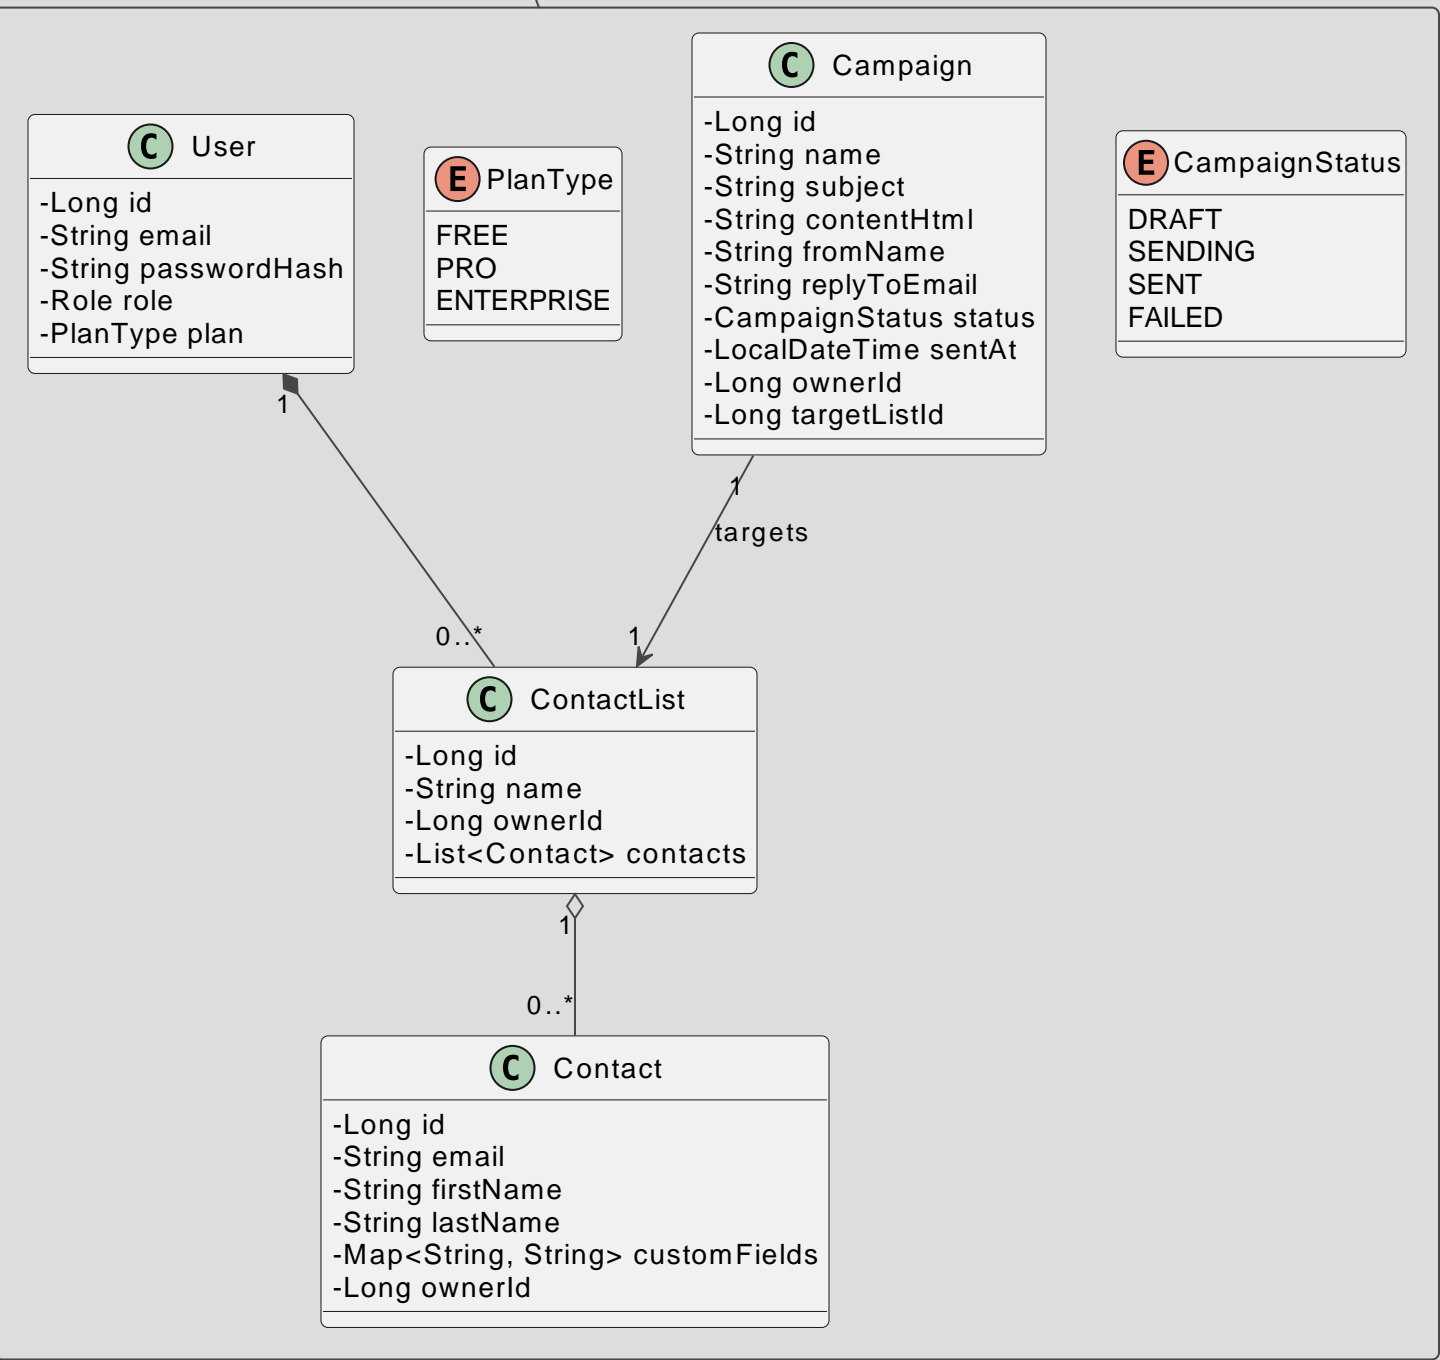 C User
-Long id
-String email
-String passwordHash
-Role role
-PlanType plan
E PlanType
FREE
PRO
ENTERPRISE
C Campaign
-Long id
-String name
-String subject
-String contentHtml
-String fromName
-String replyToEmail
-CampaignStatus status
-LocalDateTime sentAt
-Long ownerId
-Long targetListId
E CampaignStatus
DRAFT
SENDING
SENT
FAILED
1
1
targets
0..*
1
C ContactList
-Long id
-String name
-Long ownerId
-List<Contact> contacts
1
0..*
C Contact
-Long id
-String email
-String firstName
-String lastName
-Map<String, String> customFields
-Long ownerId